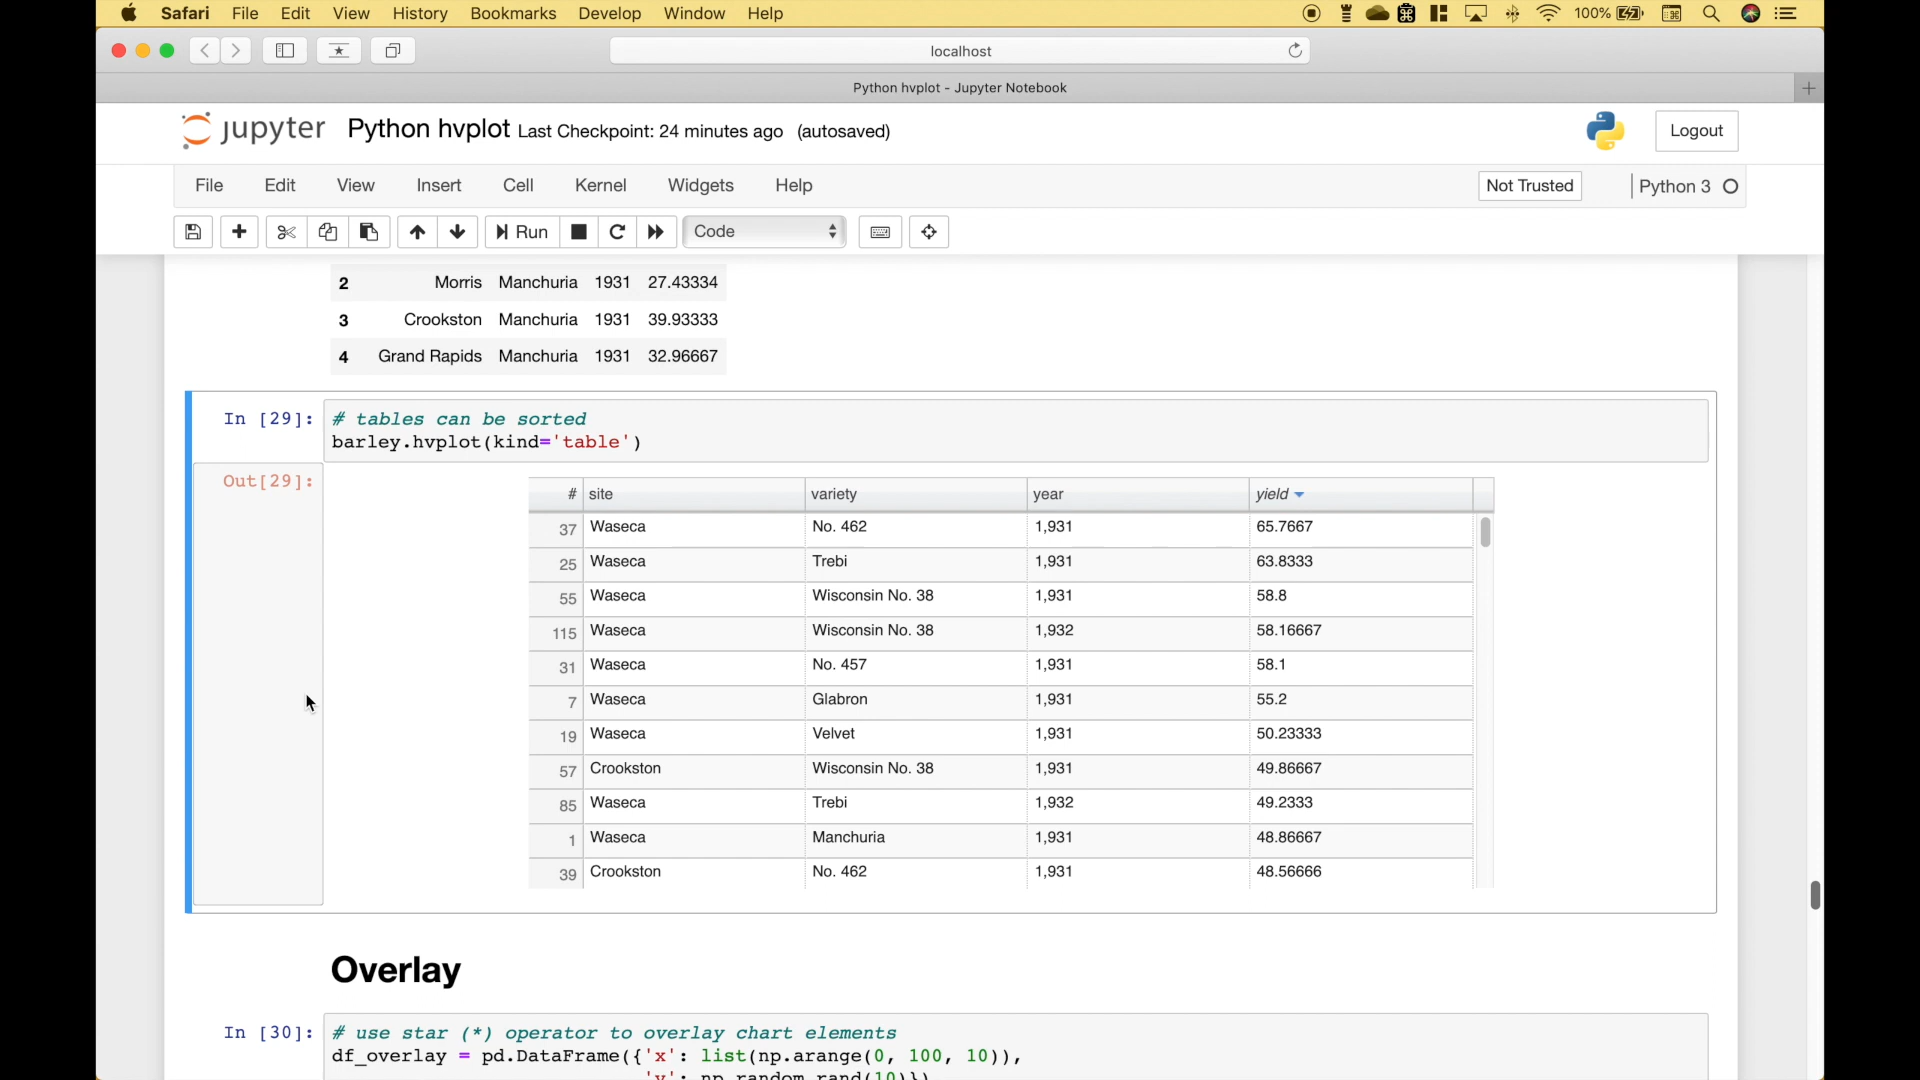 Safari File Edit View History Bookmarks Develop Window Help 100%
localhost
Python hvplot - Jupyter Notebook
jupyter Python hvplot Last Checkpoint: 24 minutes ago (autosaved) Logout
File Edit View Insert Cell Kernel Widgets Help Not Trusted Python 3
Run Code
2 Morris Manchuria 1931 27.43334
3 Crookston Manchuria 1931 39.93333
4 Grand Rapids Manchuria 1931 32.96667
In [29]: # tables can be sorted
barley.hvplot(kind='table')
Out[29]:
# site variety year yield
37 Waseca No. 462 1,931 65.7667
25 Waseca Trebi 1,931 63.8333
55 Waseca Wisconsin No. 38 1,931 58.8
115 Waseca Wisconsin No. 38 1,932 58.16667
31 Waseca No. 457 1,931 58.1
7 Waseca Glabron 1,931 55.2
19 Waseca Velvet 1,931 50.23333
57 Crookston Wisconsin No. 38 1,931 49.86667
85 Waseca Trebi 1,932 49.2333
1 Waseca Manchuria 1,931 48.86667
39 Crookston No. 462 1,931 48.56666
Overlay
In [30]: # use star (*) operator to overlay chart elements
df_overlay = pd.DataFrame({'x': list(np.arange(0, 100, 10)),
'y': np.random.rand(10)})